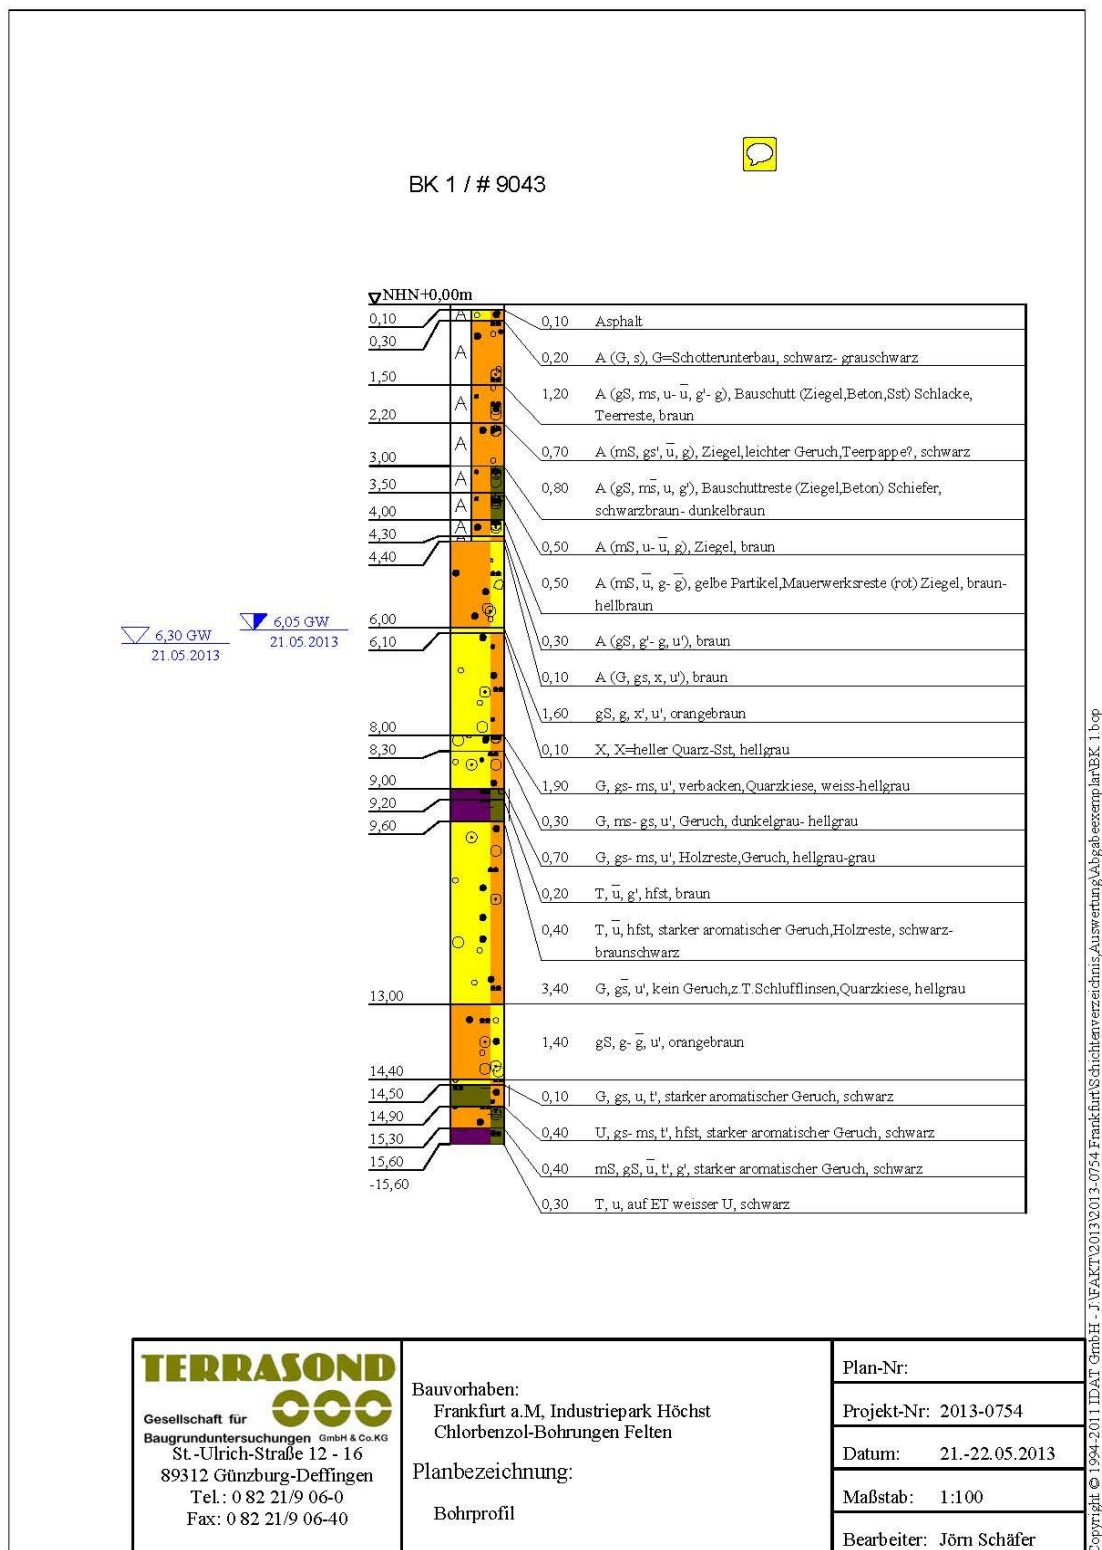 BK 1 / # 9043
NHN+0,00m
0,10
0,30
1,50
2,20
3,00
3,50
4,00
4,30
4,40
6,00
6,10
8,00
8,30
9,00
9,20
9,60
13,00
14,40
14,50
14,90
15,30
15,60
-15,60
A
A
A
A
A
A
A
6,30 GW
21.05.2013
6,05 GW
21.05.2013
0,10 Asphalt
0,20 A (G, s), G=Schotterunterbau, schwarz- grauschwarz
1,20 A (gS, ms, u- u̅, g'- g), Bauschutt (Ziegel,Beton,Sst) Schlacke,
Teerreste, braun
0,70 A (mS, gs', u̅, g), Ziegel,leichter Geruch,Teerpappe?, schwarz
0,80 A (gS, ms̅, u, g'), Bauschuttreste (Ziegel,Beton) Schiefer,
schwarzbraun- dunkelbraun
0,50 A (mS, u- u̅, g), Ziegel, braun
0,50 A (mS, u̅, g- g̅), gelbe Partikel,Mauerwerksreste (rot) Ziegel, braun-
hellbraun
0,30 A (gS, g'- g, u'), braun
0,10 A (G, gs, x, u'), braun
1,60 gS, g, x', u', orangebraun
0,10 X, X=heller Quarz-Sst, hellgrau
1,90 G, gs- ms, u', verbacken,Quarzkiese, weiss-hellgrau
0,30 G, ms- gs, u', Geruch, dunkelgrau- hellgrau
0,70 G, gs- ms, u', Holzreste,Geruch, hellgrau-grau
0,20 T, u̅, g', hfst, braun
0,40 T, u̅, hfst, starker aromatischer Geruch,Holzreste, schwarz-
braunschwarz
3,40 G, gs̅, u', kein Geruch,z.T.Schlufflinsen,Quarzkiese, hellgrau
1,40 gS, g- g̅, u', orangebraun
0,10 G, gs, u, t', starker aromatischer Geruch, schwarz
0,40 U, gs- ms, t', hfst, starker aromatischer Geruch, schwarz
0,40 mS, gS, u̅, t', g', starker aromatischer Geruch, schwarz
0,30 T, u, auf ET weisser U, schwarz
TERRASOND
Gesellschaft für
Baugrunduntersuchungen GmbH & Co.KG
St.-Ulrich-Straße 12 - 16
89312 Günzburg-Deffingen
Tel.: 0 82 21/9 06-0
Fax: 0 82 21/9 06-40
Bauvorhaben:
Frankfurt a.M, Industriepark Höchst
Chlorbenzol-Bohrungen Felten
Planbezeichnung:
Bohrprofil
Plan-Nr:
Projekt-Nr: 2013-0754
Datum: 21.-22.05.2013
Maßstab: 1:100
Bearbeiter: Jörn Schäfer
Copyright © 1994-2011 IDAT GmbH - J:\FAKT\2013\2013-0754 Frankfurt\Schichtenverzeichnis,Auswertung\Abgabeexemplar\BK 1.bop